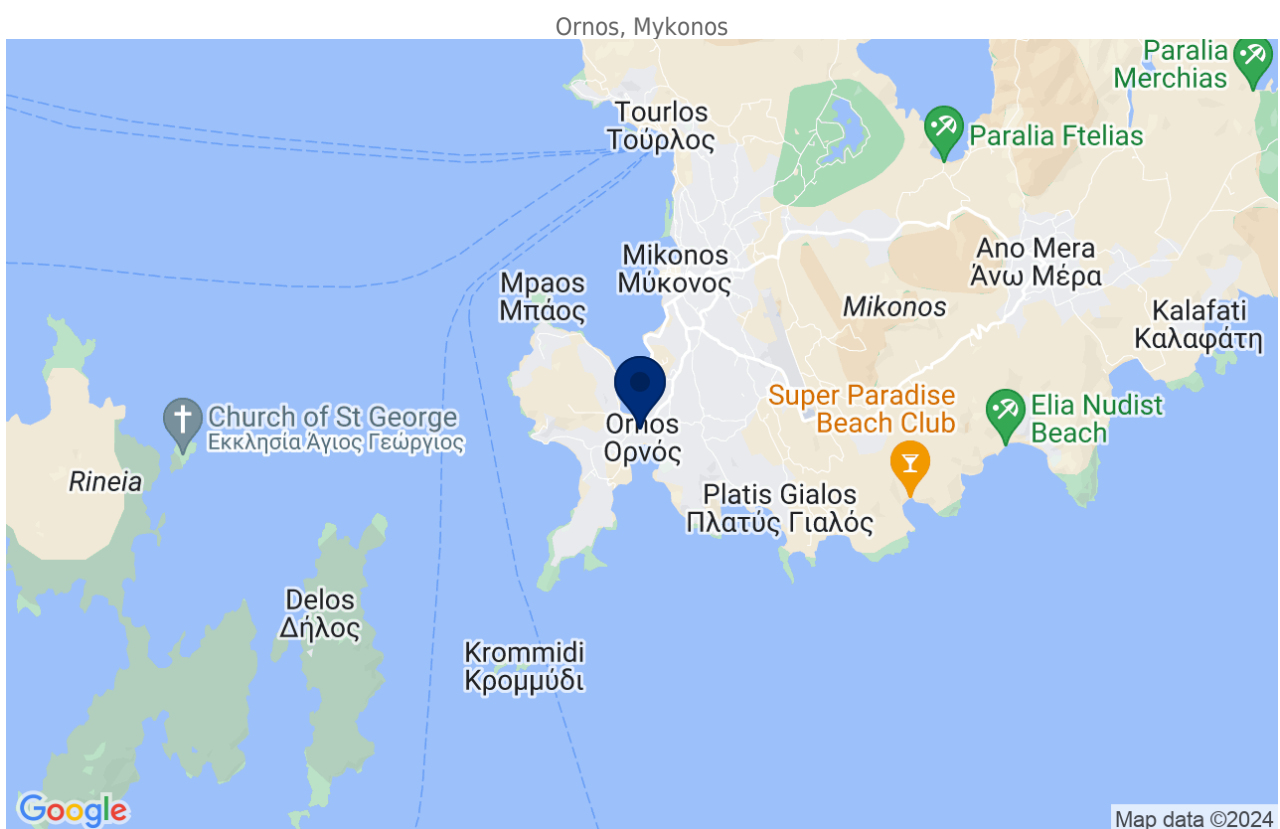 Ornos, Mykonos
Paralia
Merchias
Tourlos
Τούρλος
Paralia Ftelias
Mikonos
Μύκονος
Ano Mera
Άνω Μέρα
Mpaos
Μπάος
Mikonos
Kalafati
Καλαφάτη
Super Paradise
Beach Club
Elia Nudist
Beach
Church of St George
Εκκλησία Άγιος Γεώργιος
Ornos
Ορνός
Rineia
Platis Gialos
Πλατύς Γιαλός
Delos
Δήλος
Krommidi
Κρομμύδι
Google
Map data ©2024